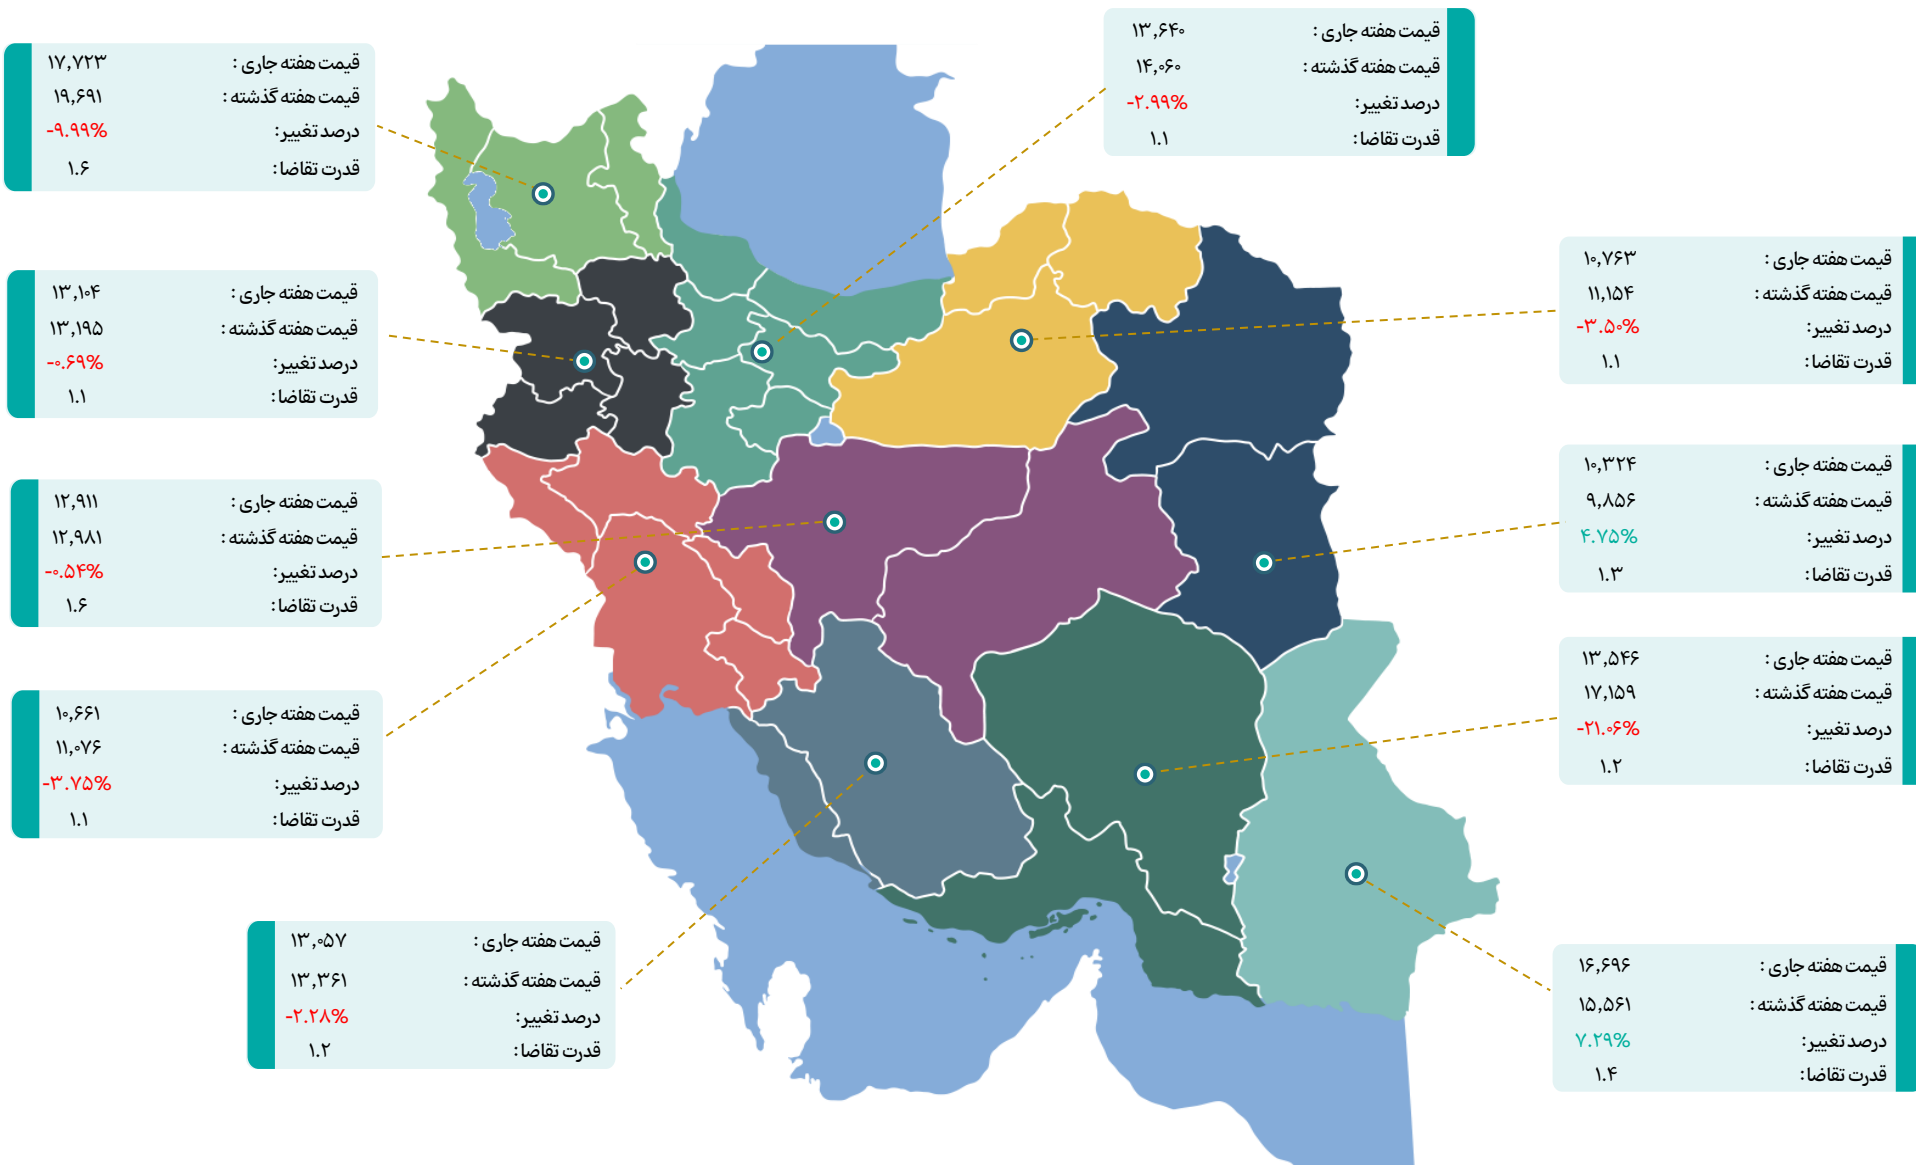 قیمت هفته جاری : ۱۷,۷۲۳
قیمت هفته گذشته : ۱۹,۶۹۱
درصد تغییر: -۹.۹۹%
قدرت تقاضا: ۱.۶
قیمت هفته جاری : ۱۳,۶۴۰
قیمت هفته گذشته : ۱۴,۰۶۰
درصد تغییر: -۲.۹۹%
قدرت تقاضا: ۱.۱
قیمت هفته جاری : ۱۰,۷۶۳
قیمت هفته گذشته : ۱۱,۱۵۴
درصد تغییر: -۳.۵۰%
قدرت تقاضا: ۱.۱
قیمت هفته جاری : ۱۳,۱۰۴
قیمت هفته گذشته : ۱۳,۱۹۵
درصد تغییر: -۰.۶۹%
قدرت تقاضا: ۱.۱
قیمت هفته جاری : ۱۰,۳۲۴
قیمت هفته گذشته : ۹,۸۵۶
درصد تغییر: ۴.۷۵%
قدرت تقاضا: ۱.۳
قیمت هفته جاری : ۱۲,۹۱۱
قیمت هفته گذشته : ۱۲,۹۸۱
درصد تغییر: -۰.۵۴%
قدرت تقاضا: ۱.۶
قیمت هفته جاری : ۱۳,۵۴۶
قیمت هفته گذشته : ۱۷,۱۵۹
درصد تغییر: -۲۱.۰۶%
قدرت تقاضا: ۱.۲
قیمت هفته جاری : ۱۰,۶۶۱
قیمت هفته گذشته : ۱۱,۰۷۶
درصد تغییر: -۳.۷۵%
قدرت تقاضا: ۱.۱
قیمت هفته جاری : ۱۳,۰۵۷
قیمت هفته گذشته : ۱۳,۳۶۱
درصد تغییر: -۲.۲۸%
قدرت تقاضا: ۱.۲
قیمت هفته جاری : ۱۶,۶۹۶
قیمت هفته گذشته : ۱۵,۵۶۱
درصد تغییر: ۷.۲۹%
قدرت تقاضا: ۱.۴